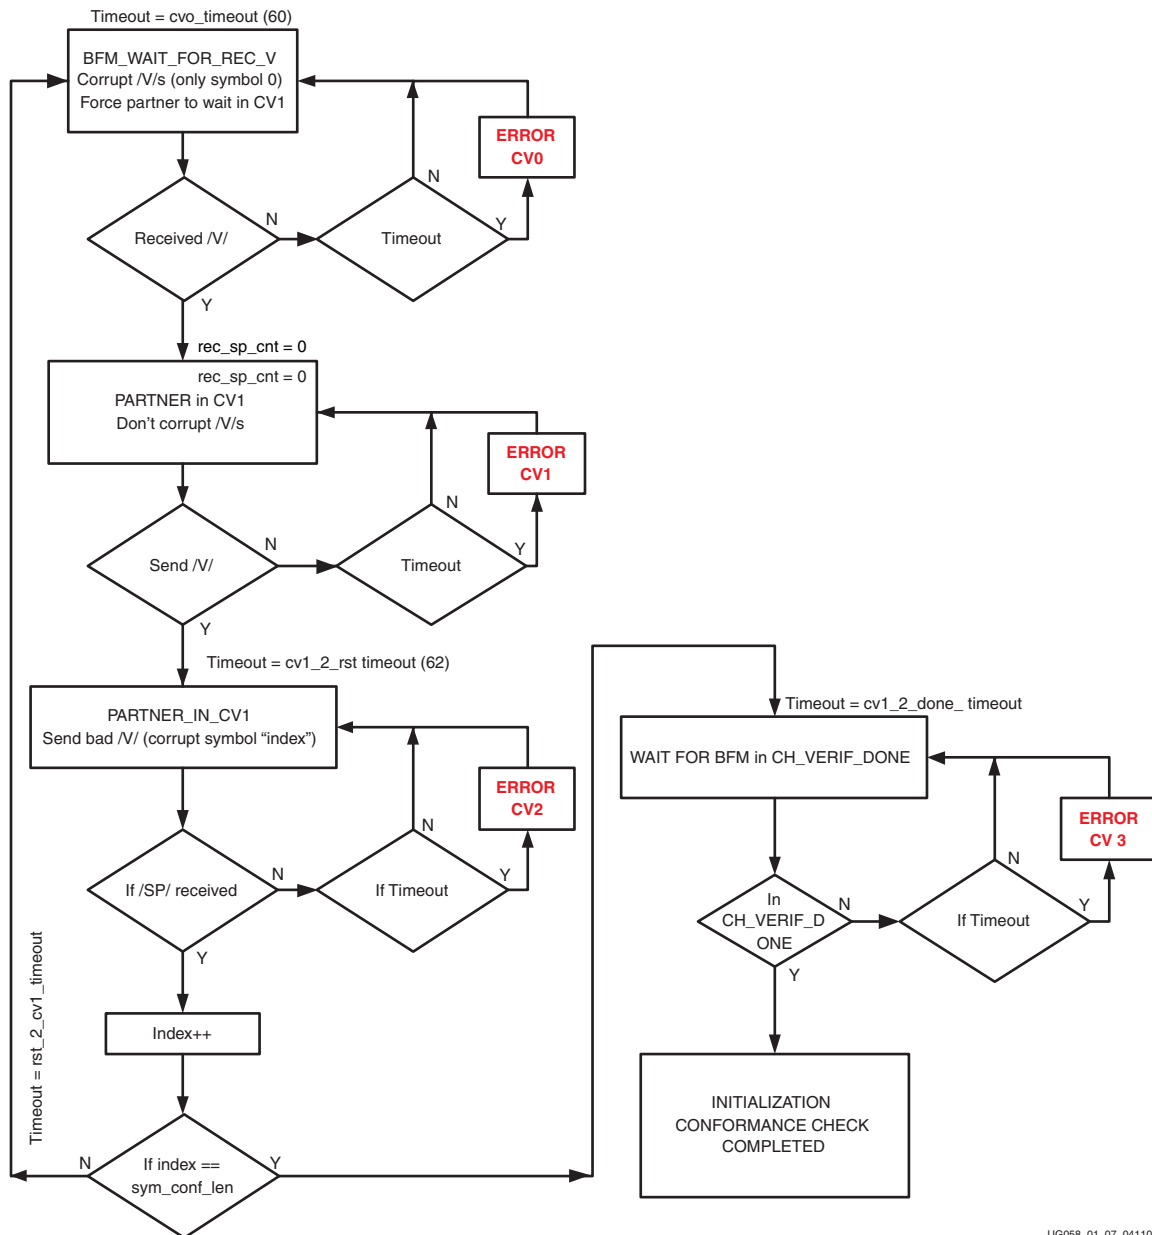 Timeout = cvo_timeout (60)
BFM_WAIT_FOR_REC_V
Corrupt /V/s (only symbol 0)
Force partner to wait in CV1
ERROR
CV0
N
Received /V/
N
Timeout
Y
Y
rec_sp_cnt = 0
rec_sp_cnt = 0
PARTNER in CV1
Don't corrupt /V/s
ERROR
CV1
N
Send /V/
N
Timeout
Y
Y
Timeout = cv1_2_rst timeout (62)
PARTNER_IN_CV1
Send bad /V/ (corrupt symbol “index”)
ERROR
CV2
N
If /SP/ received
N
If Timeout
Y
Y
Index++
Timeout = rst_2_cv1_timeout
N
If index ==
sym_conf_len
Y
Timeout = cv1_2_done_ timeout
WAIT FOR BFM in CH_VERIF_DONE
ERROR
CV 3
N
In
CH_VERIF_D
ONE
N
If Timeout
Y
Y
INITIALIZATION
CONFORMANCE CHECK
COMPLETED